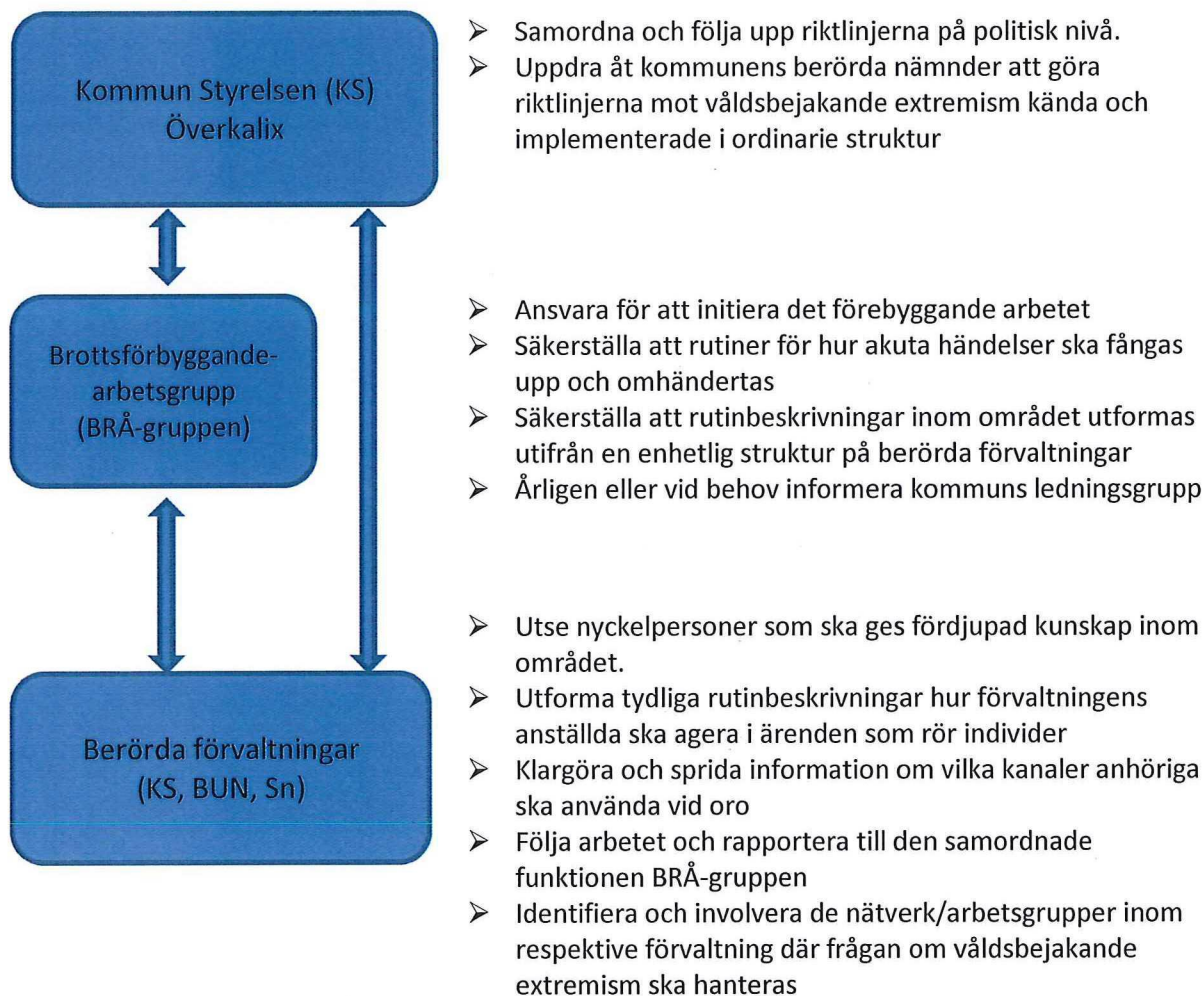 Kommun Styrelsen (KS)
Överkalix
➢ Samordna och följa upp riktlinjerna på politisk nivå.
➢ Uppdra åt kommunens berörda nämnder att göra
riktlinjerna mot våldsbejakande extremism kända och
implementerade i ordinarie struktur
Brottsförbyggande-
arbetsgrupp
(BRÅ-gruppen)
➢ Ansvara för att initiera det förebyggande arbetet
➢ Säkerställa att rutiner för hur akuta händelser ska fångas
upp och omhändertas
➢ Säkerställa att rutinbeskrivningar inom området utformas
utifrån en enhetlig struktur på berörda förvaltningar
➢ Årligen eller vid behov informera kommuns ledningsgrupp
Berörda förvaltningar
(KS, BUN, Sn)
➢ Utse nyckelpersoner som ska ges fördjupad kunskap inom
området.
➢ Utforma tydliga rutinbeskrivningar hur förvaltningens
anställda ska agera i ärenden som rör individer
➢ Klargöra och sprida information om vilka kanaler anhöriga
ska använda vid oro
➢ Följa arbetet och rapportera till den samordnade
funktionen BRÅ-gruppen
➢ Identifiera och involvera de nätverk/arbetsgrupper inom
respektive förvaltning där frågan om våldsbejakande
extremism ska hanteras